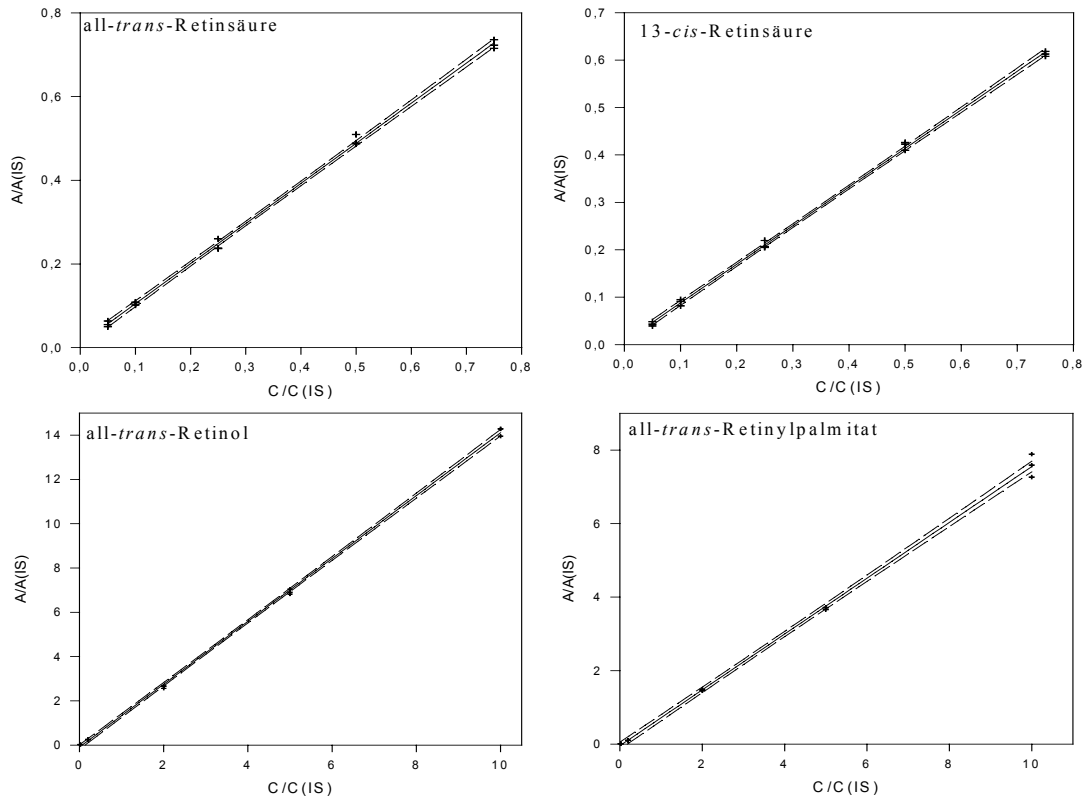 all-trans-Retinsäure
0,8
0,6
0,4
0,2
0,0
A/A(IS)
0,0 0,1 0,2 0,3 0,4 0,5 0,6 0,7 0,8
C/C(IS)
13-cis-Retinsäure
0,7
0,6
0,5
0,4
0,3
0,2
0,1
0,0
A/A(IS)
0,0 0,1 0,2 0,3 0,4 0,5 0,6 0,7 0,8
C/C(IS)
all-trans-Retinol
14
12
10
8
6
4
2
0
A/A(IS)
0 2 4 6 8 10
C/C(IS)
all-trans-Retinylpalmitat
8
6
4
2
0
A/A(IS)
0 2 4 6 8 10
C/C(IS)